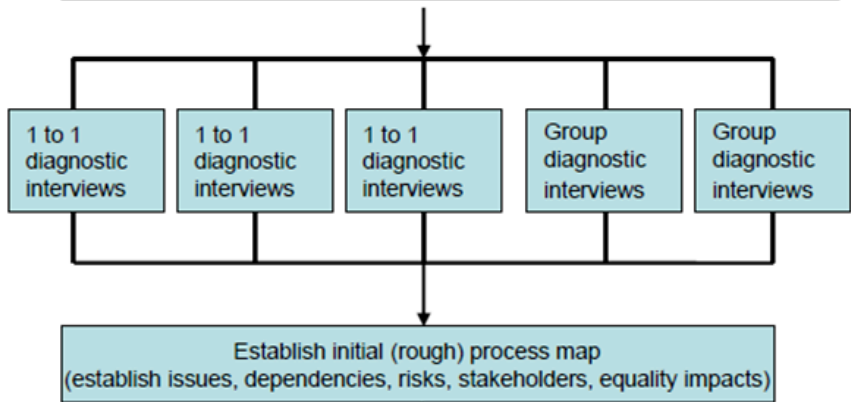 1 to 1
diagnostic
interviews
1 to 1
diagnostic
interviews
1 to 1
diagnostic
interviews
Group
diagnostic
interviews
Group
diagnostic
interviews
Establish initial (rough) process map
(establish issues, dependencies, risks, stakeholders, equality impacts)